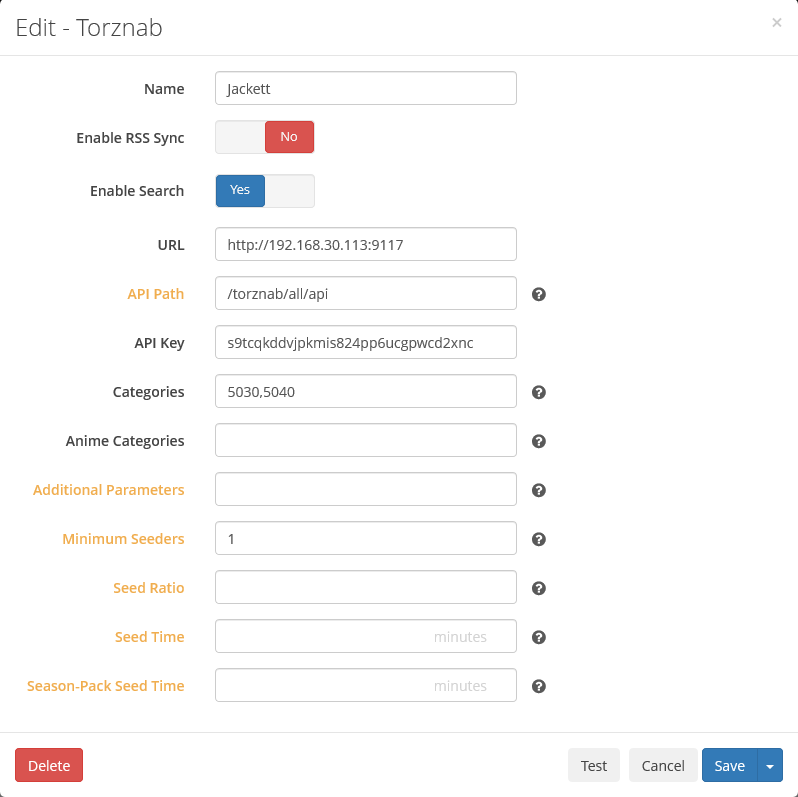 Edit - Torznab
×
Name Jackett
Enable RSS Sync No
Enable Search Yes
URL http://192.168.30.113:9117
API Path /torznab/all/api ?
API Key s9tcqkddvjpkmis824pp6ucgpwcd2xnc
Categories 5030,5040 ?
Anime Categories ?
Additional Parameters ?
Minimum Seeders 1 ?
Seed Ratio ?
Seed Time minutes ?
Season-Pack Seed Time minutes ?
Delete Test Cancel Save